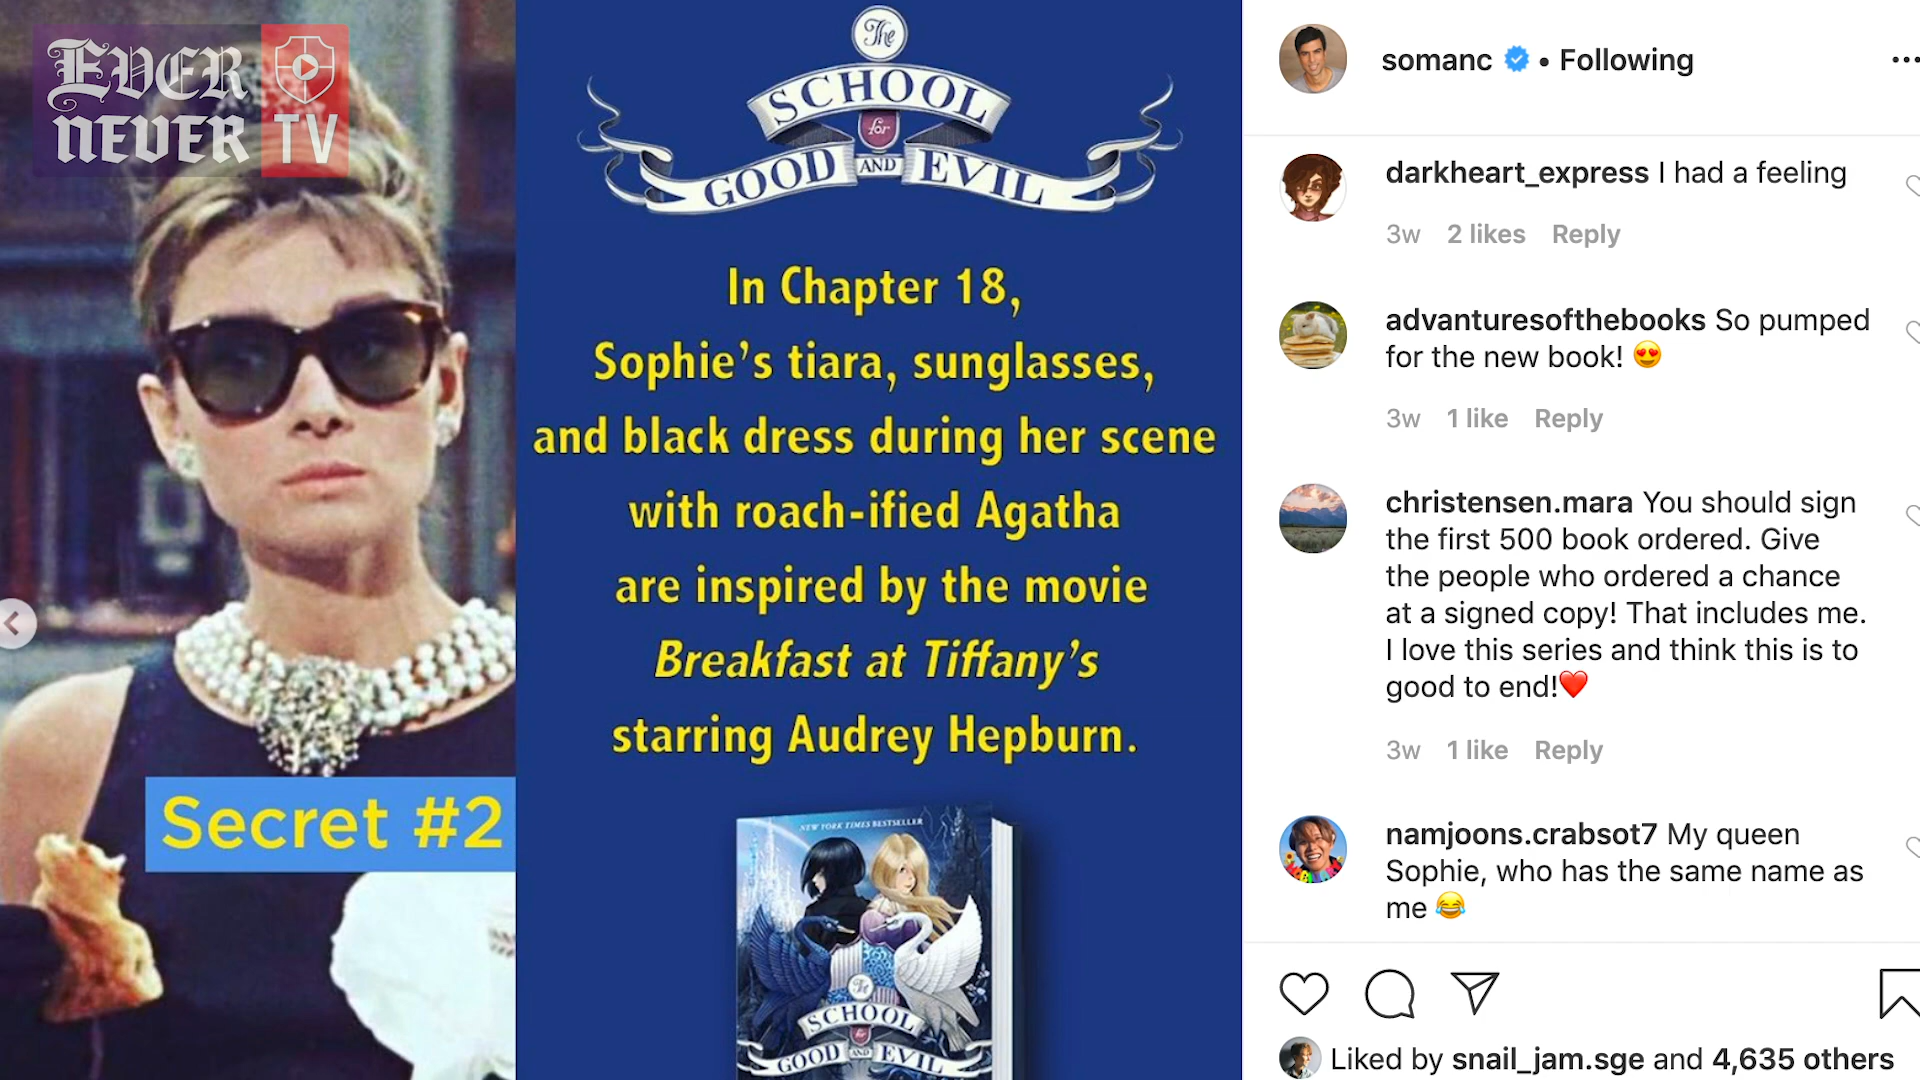 EVER
NEVER TV
The
SCHOOL
for
GOOD AND EVIL
In Chapter 18,
Sophie's tiara, sunglasses,
and black dress during her scene
with roach-ified Agatha
are inspired by the movie
Breakfast at Tiffany's
starring Audrey Hepburn.
Secret #2
NEW YORK TIMES BESTSELLER
The
SCHOOL
for
GOOD AND EVIL
somanc • Following
darkheart_express I had a feeling
3w 2 likes Reply
advanturesofthebooks So pumped
for the new book! 😍
3w 1 like Reply
christensen.mara You should sign
the first 500 book ordered. Give
the people who ordered a chance
at a signed copy! That includes me.
I love this series and think this is to
good to end!❤️
3w 1 like Reply
namjoons.crabsot7 My queen
Sophie, who has the same name as
me 😂
Liked by snail_jam.sge and 4,635 others